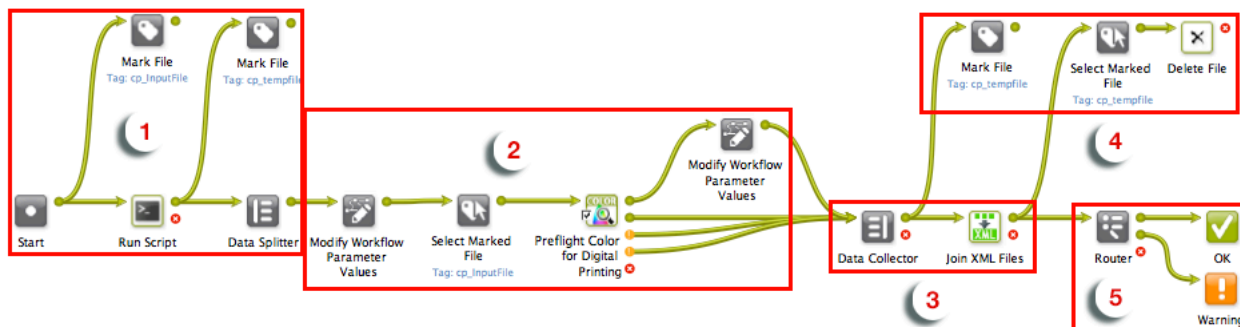 Mark File
Tag: cp_InputFile
Mark File
Tag: cp_tempfile
1
Start
Run Script
Data Splitter
2
Modify Workflow
Parameter
Values
Select Marked
File
Tag: cp_InputFile
COLOR
Preflight Color
for Digital
Printing
Modify Workflow
Parameter
Values
Data Collector
XML
Join XML Files
3
Mark File
Tag: cp_tempfile
Select Marked
File
Tag: cp_tempfile
Delete File
4
Router
OK
Warning
5